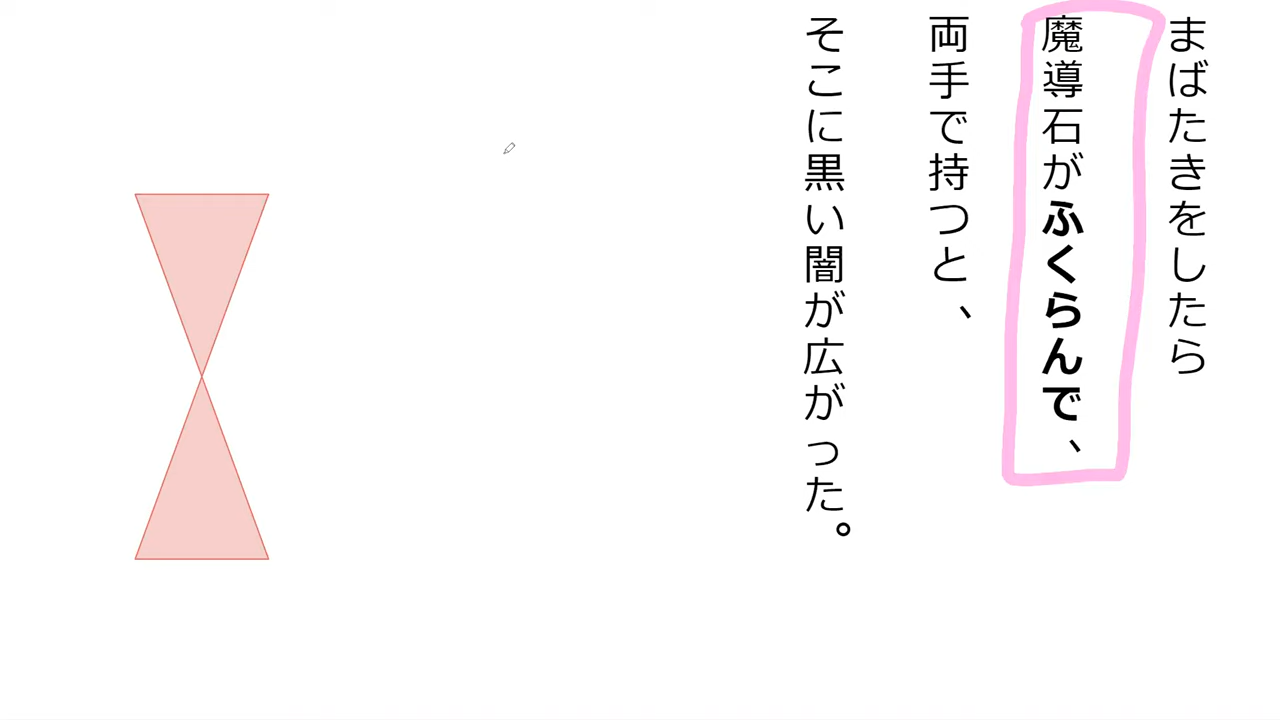 まばたきをしたら
魔導石がふくらんで、
両手で持つと、
そこに黒い闇が広がった。